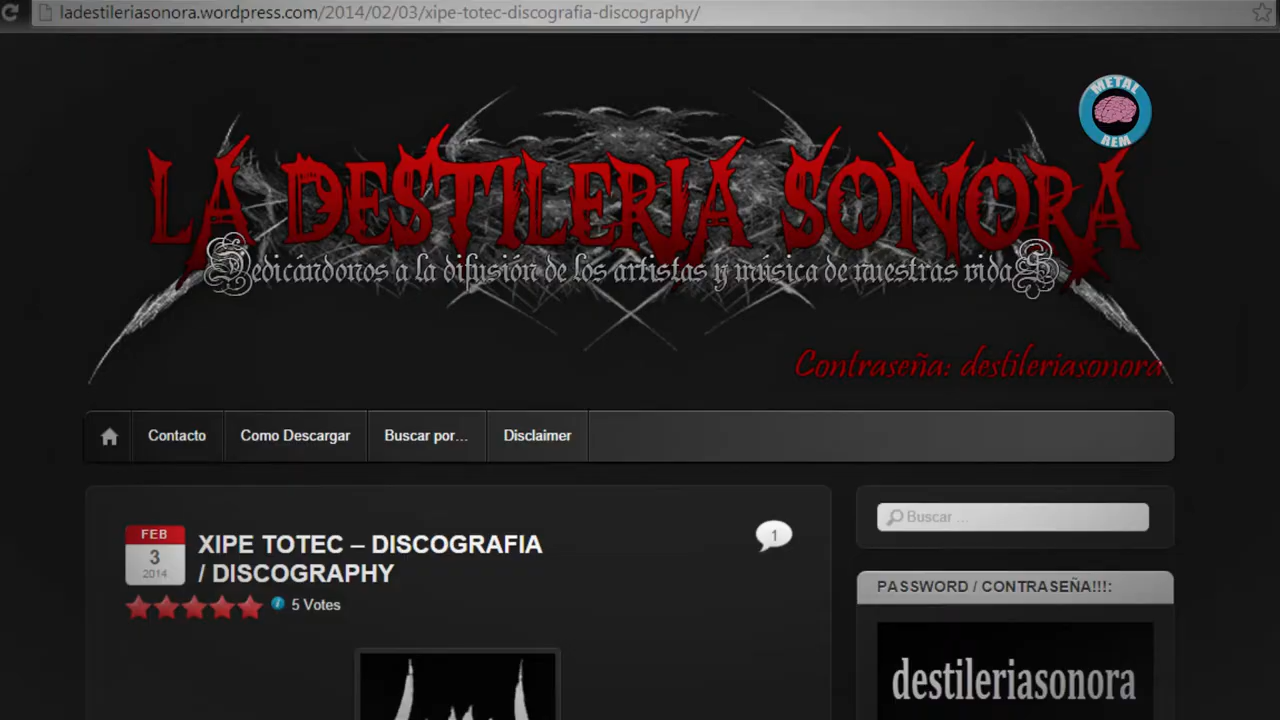 ladestileriasonora.wordpress.com/2014/02/03/xipe-totec-discografia-discography/
METAL
REM
LA DESTILERIA SONORA
Dedicándonos a la difusión de los artistas y música de nuestras vidas
Contraseña: destileriasonora
Contacto
Como Descargar
Buscar por...
Disclaimer
Buscar ...
FEB
3
2014
XIPE TOTEC – DISCOGRAFIA
/ DISCOGRAPHY
1
5 Votes
PASSWORD / CONTRASEÑA!!!:
destileriasonora